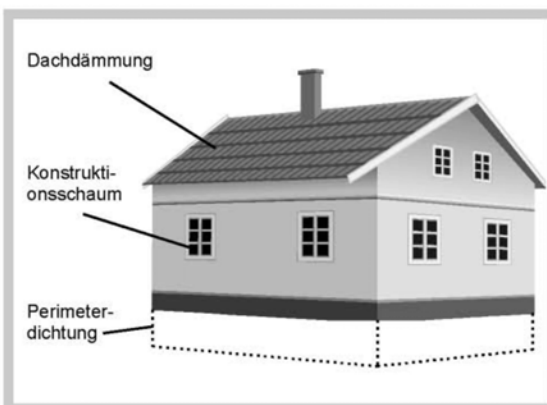 Dachdämmung
Konstrukti-
onsschaum
Perimeter-
dichtung